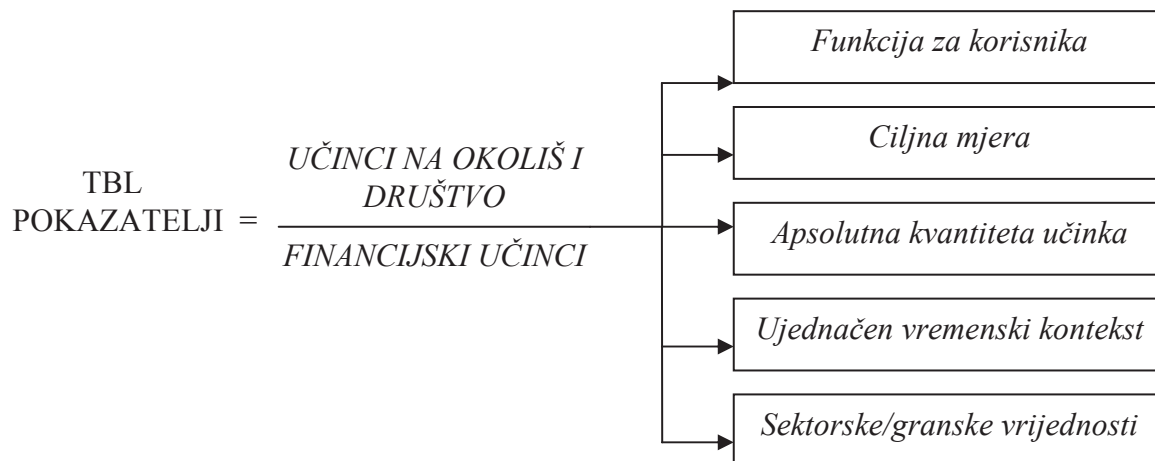 TBL
POKAZATELJI =
UČINCI NA OKOLIŠ I
DRUŠTVO
FINANCIJSKI UČINCI
Funkcija za korisnika
Ciljna mjera
Apsolutna kvantiteta učinka
Ujednačen vremenski kontekst
Sektorske/granske vrijednosti